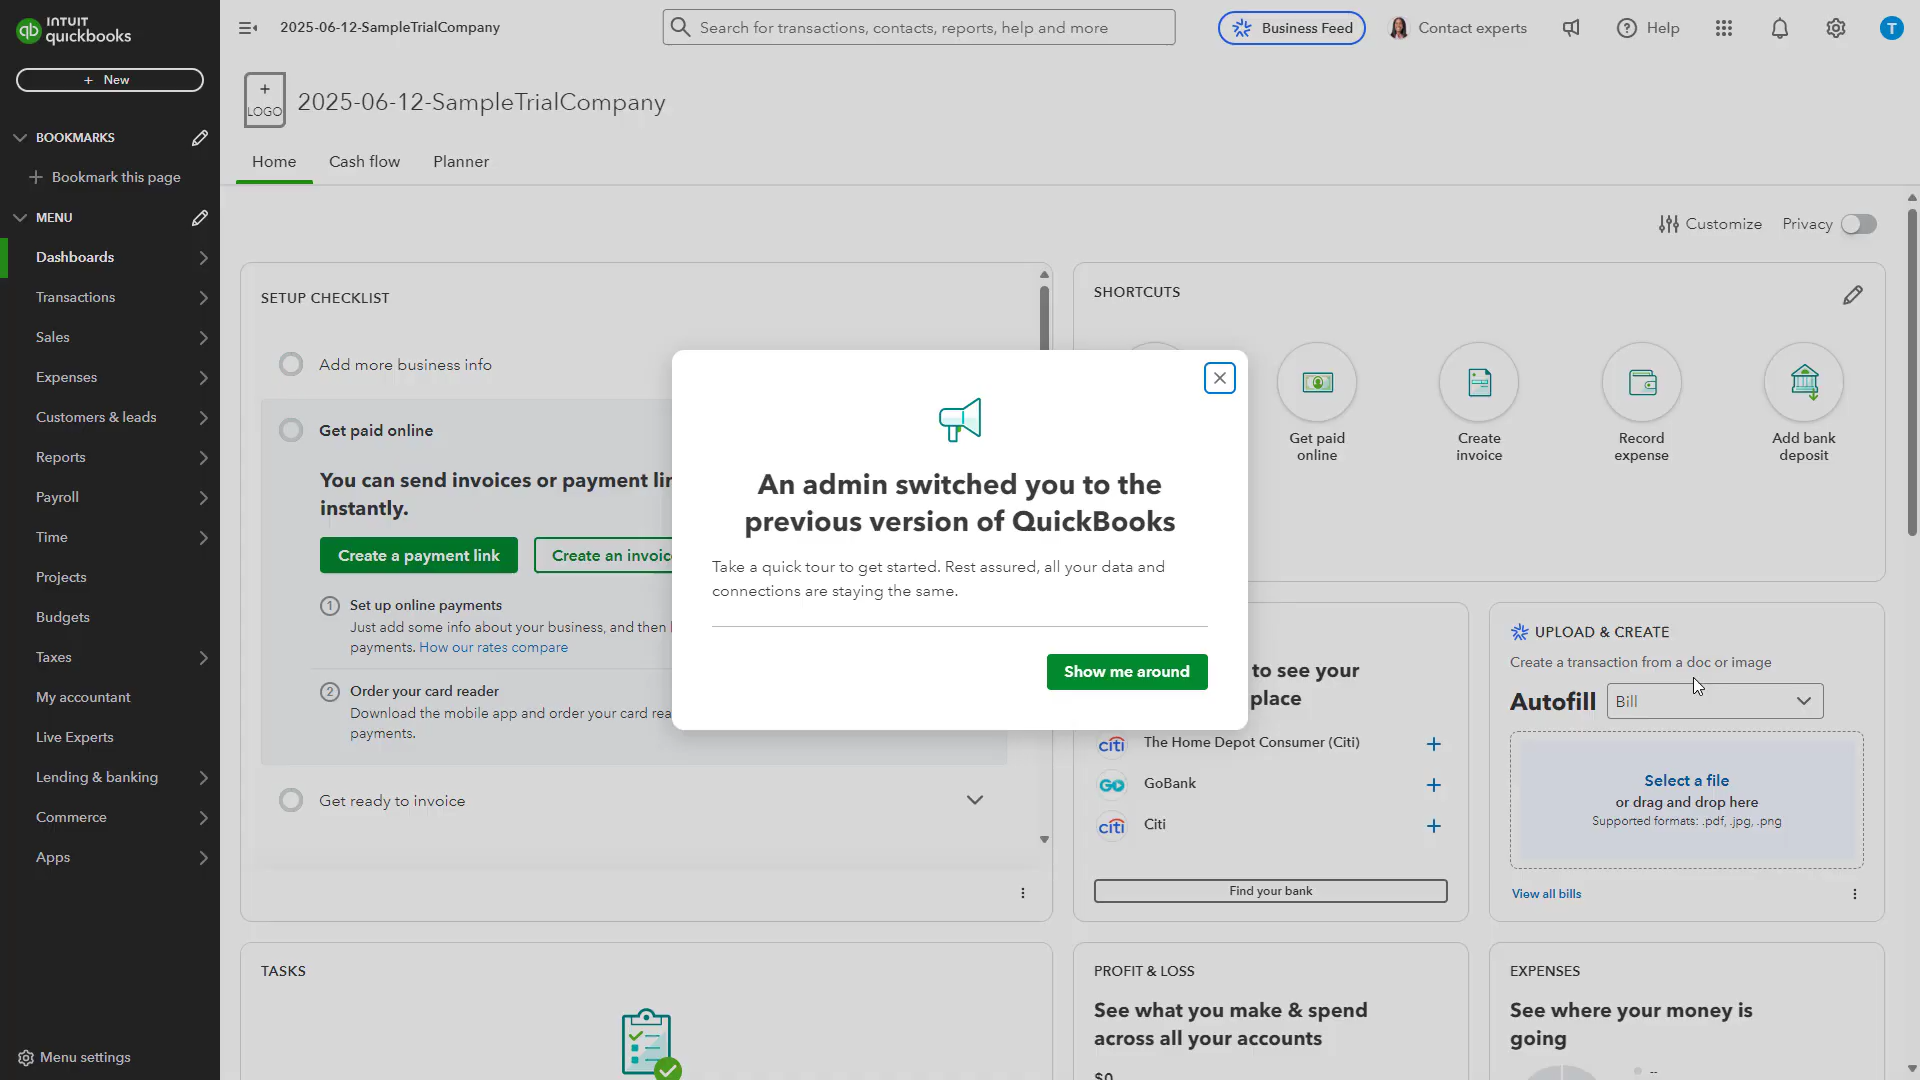 INTUIT
quickbooks
2025-06-12-SampleTrialCompany
Search for transactions, contacts, reports, help and more
Business Feed
Contact experts
Help
T
+ New
+
LOGO
2025-06-12-SampleTrialCompany
BOOKMARKS
Bookmark this page
MENU
Dashboards
Transactions
Sales
Expenses
Customers & leads
Reports
Payroll
Time
Projects
Budgets
Taxes
My accountant
Live Experts
Lending & banking
Commerce
Apps
Menu settings
Home
Cash flow
Planner
Customize
Privacy
SETUP CHECKLIST
Add more business info
Get paid online
You can send invoices or payment lin
instantly.
Create a payment link
Create an invoic
1 Set up online payments
Just add some info about your business, and then
payments. How our rates compare
2 Order your card reader
Download the mobile app and order your card rea
payments.
Get ready to invoice
An admin switched you to the
previous version of QuickBooks
Take a quick tour to get started. Rest assured, all your data and
connections are staying the same.
Show me around
SHORTCUTS
Get paid
online
Create
invoice
Record
expense
Add bank
deposit
to see your
place
citi The Home Depot Consumer (Citi)
GO GoBank
citi Citi
Find your bank
UPLOAD & CREATE
Create a transaction from a doc or image
Autofill Bill
Select a file
or drag and drop here
Supported formats: .pdf, .jpg, .png
View all bills
TASKS
PROFIT & LOSS
See what you make & spend
across all your accounts
$0
EXPENSES
See where your money is
going
--